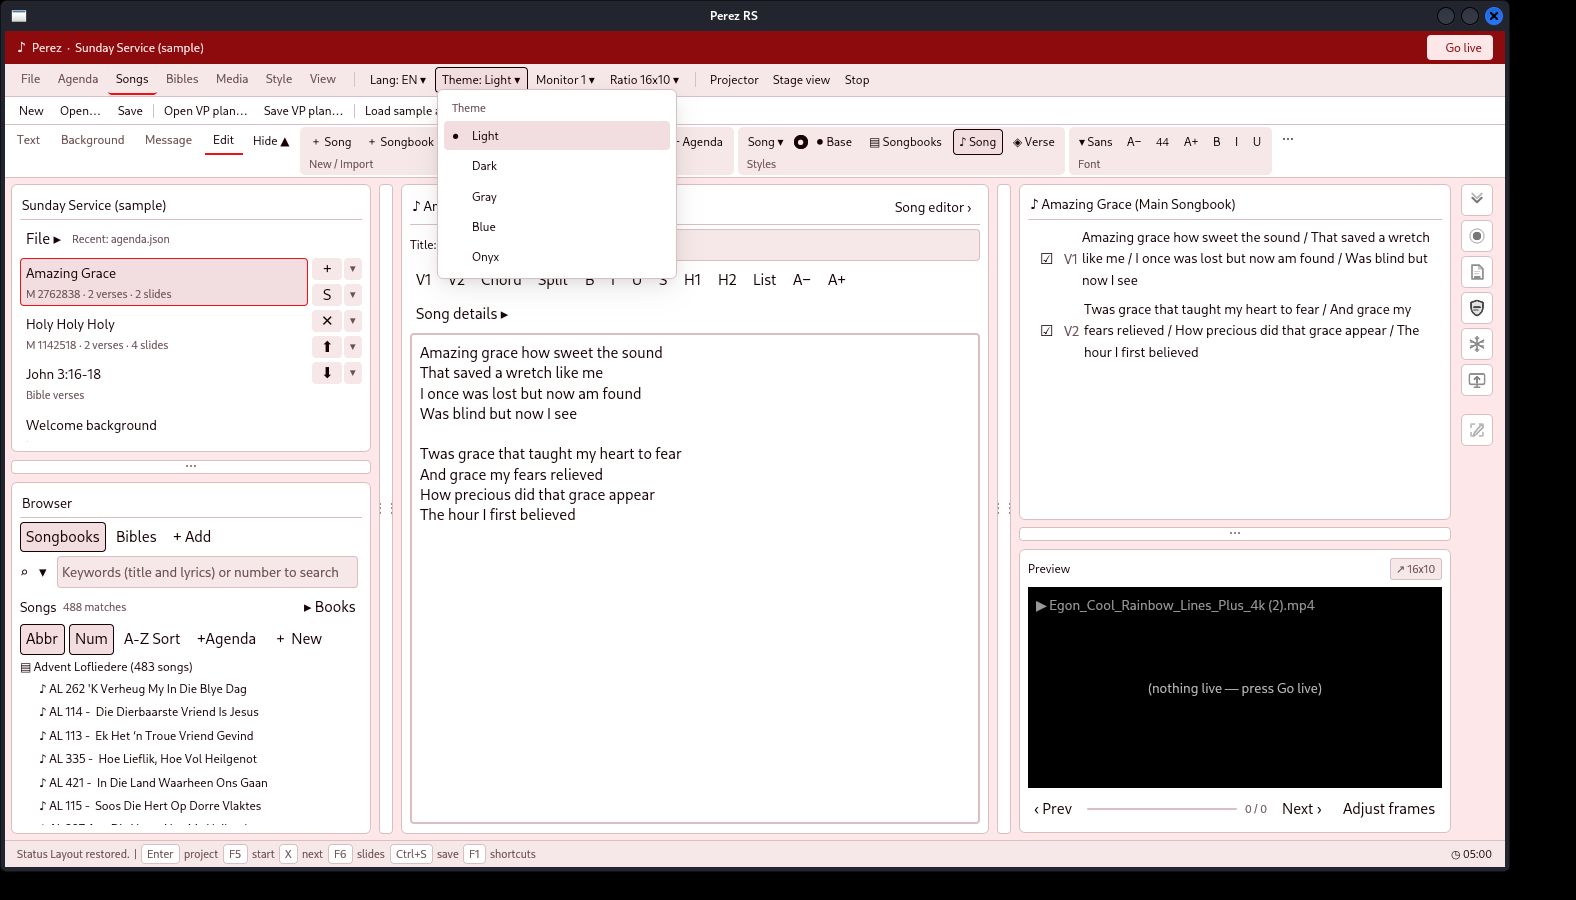 Perez RS
♪ Perez · Sunday Service (sample)
Go live
File Agenda Songs Bibles Media Style View Lang: EN ▾ Theme: Light ▾ Monitor 1 ▾ Ratio 16x10 ▾ Projector Stage view Stop
New Open… Save Open VP plan… Save VP plan… Load sample
Text Background Message Edit Hide ▲
+ Song + Songbook
New / Import
Agenda
Song ▾ ● Base ▤ Songbooks ♪ Song ◈ Verse
Styles
▾ Sans A− 44 A+ B I U
Font
⋯
Theme
● Light
Dark
Gray
Blue
Onyx
Sunday Service (sample)
File ▸ Recent: agenda.json
Amazing Grace
M 2762838 · 2 verses · 2 slides
Holy Holy Holy
M 1142518 · 2 verses · 4 slides
John 3:16-18
Bible verses
Welcome background
+ ▾
S ▾
✕ ▾
⬆ ▾
⬇ ▾
Browser
Songbooks Bibles + Add
Keywords (title and lyrics) or number to search
Songs 488 matches ▸ Books
Abbr Num A-Z Sort +Agenda + New
▤ Advent Lofliedere (483 songs)
♪ AL 262 'K Verheug My In Die Blye Dag
♪ AL 114 - Die Dierbaarste Vriend Is Jesus
♪ AL 113 - Ek Het ‘n Troue Vriend Gevind
♪ AL 335 - Hoe Lieflik, Hoe Vol Heilgenot
♪ AL 421 - In Die Land Waarheen Ons Gaan
♪ AL 115 - Soos Die Hert Op Dorre Vlaktes
Song editor ›
Title:
V1 V2 Chord Split B I U S H1 H2 List A− A+
Song details ▸
Amazing grace how sweet the sound
That saved a wretch like me
I once was lost but now am found
Was blind but now I see
Twas grace that taught my heart to fear
And grace my fears relieved
How precious did that grace appear
The hour I first believed
♪ Amazing Grace (Main Songbook)
☑ V1 Amazing grace how sweet the sound / That saved a wretch
like me / I once was lost but now am found / Was blind but
now I see
☑ V2 Twas grace that taught my heart to fear / And grace my
fears relieved / How precious did that grace appear / The
hour I first believed
Preview
↗ 16x10
▶ Egon_Cool_Rainbow_Lines_Plus_4k (2).mp4
(nothing live — press Go live)
‹ Prev 0 / 0 Next › Adjust frames
Status Layout restored. | Enter project F5 start X next F6 slides Ctrl+S save F1 shortcuts
◷ 05:00